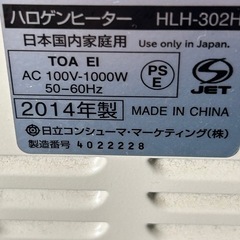 ハロゲンヒーター HLH-302H
日本国内家庭用 Use only in Japan.
TOA EI
AC 100V-1000W
50-60Hz
PS
E
S
JET
2014年製 MADE IN CHINA
日立コンシューマ・マーケティング(株)
製造番号 4022228